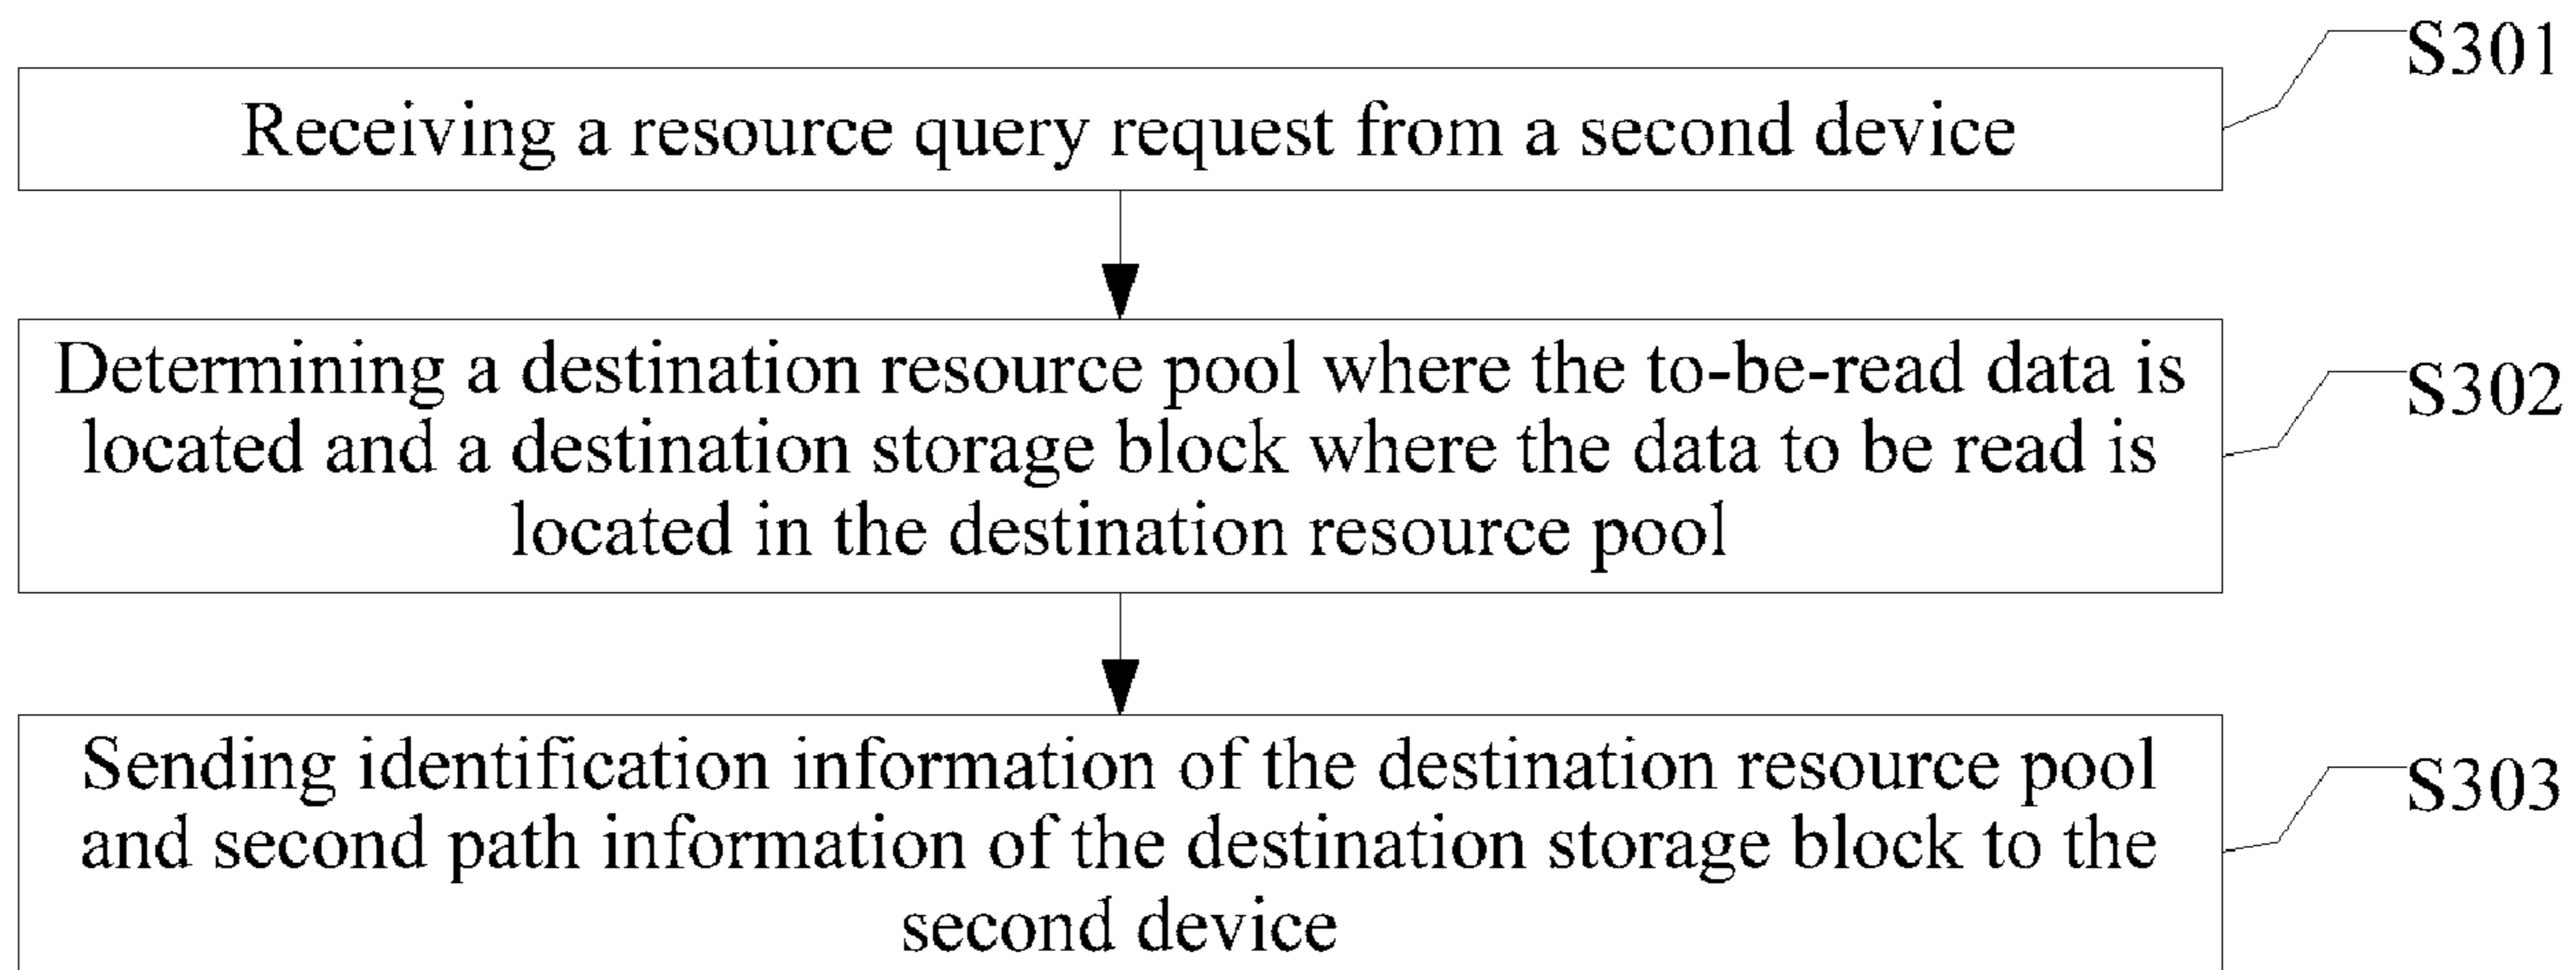 S301
Receiving a resource query request from a second device
Determining a destination resource pool where the to-be-read data is
located and a destination storage block where the data to be read is
located in the destination resource pool
S302
Sending identification information of the destination resource pool
and second path information of the destination storage block to the
second device
S303